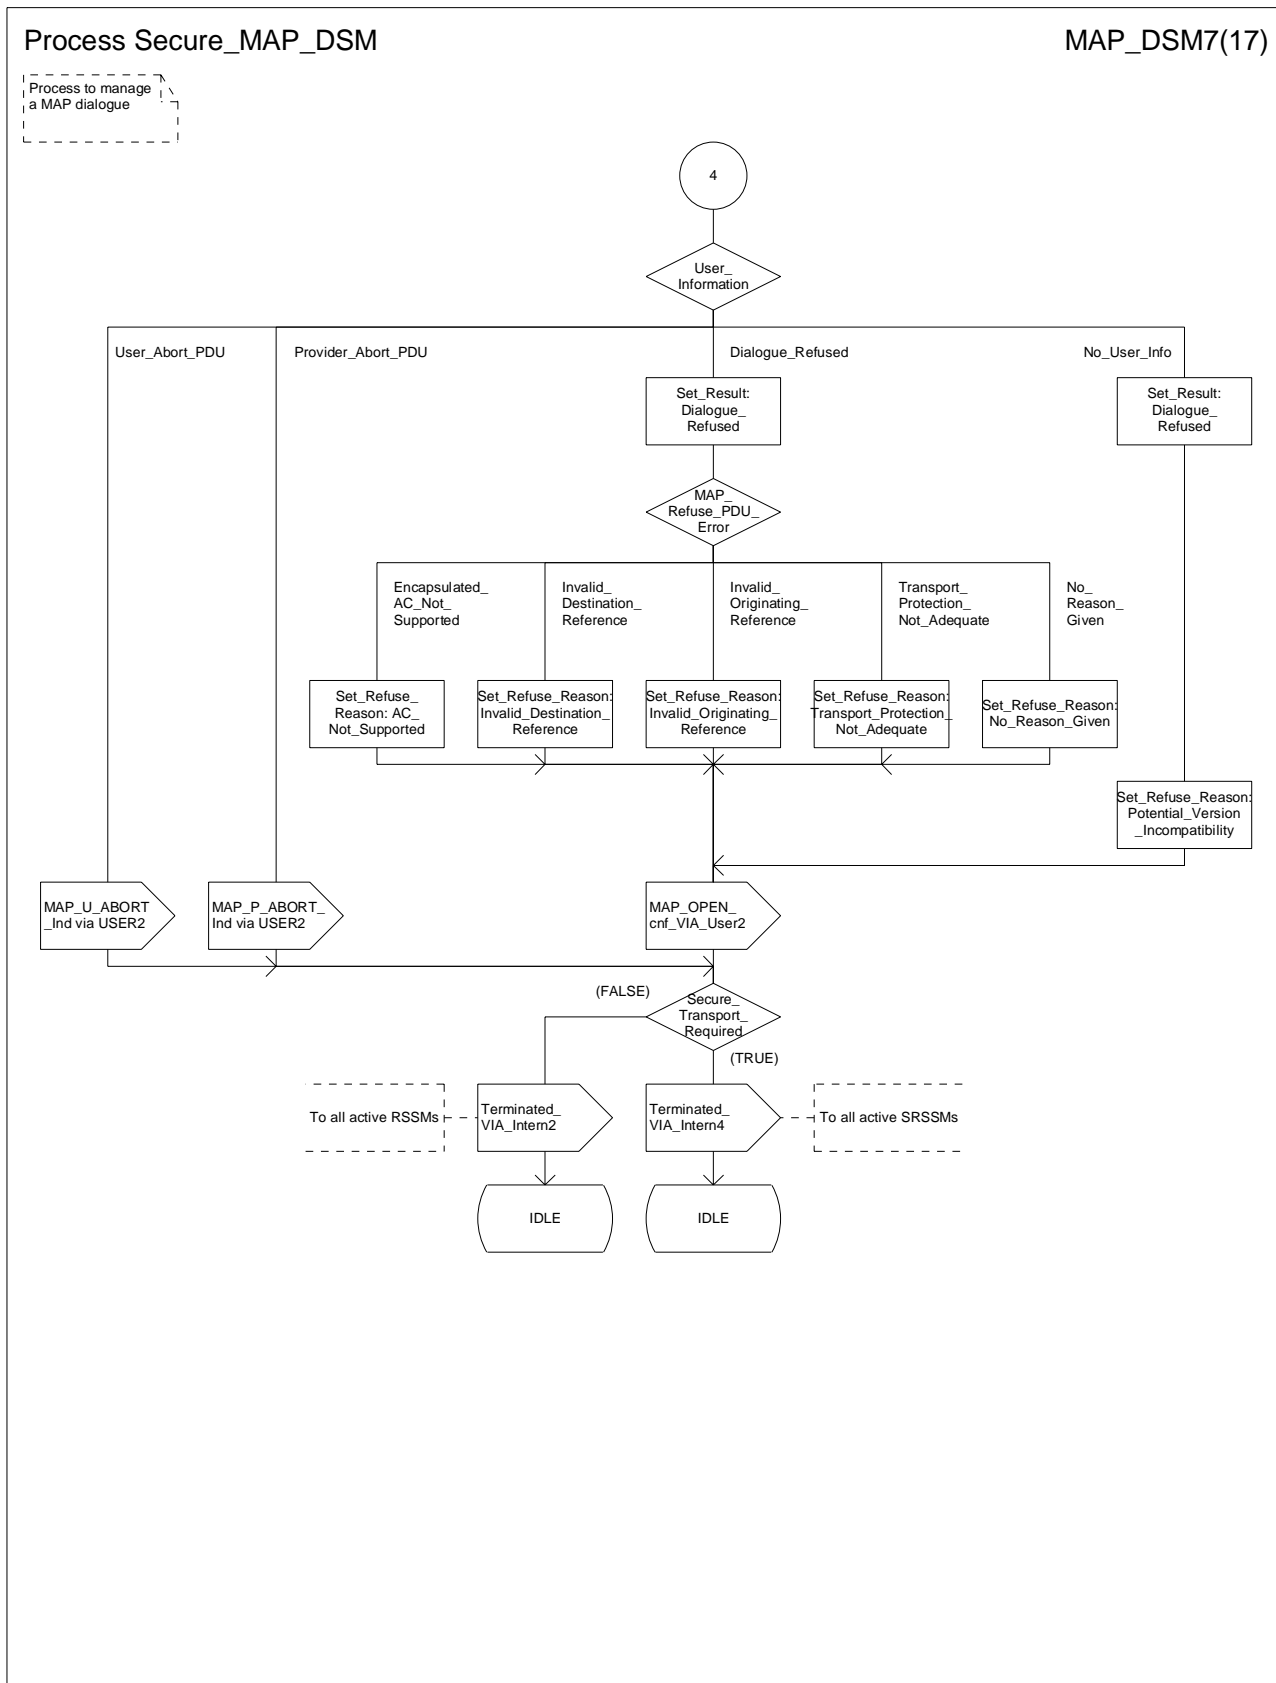 Process Secure_MAP_DSM
MAP_DSM7(17)
Process to manage
a MAP dialogue
4
User_
Information
User_Abort_PDU
Provider_Abort_PDU
Dialogue_Refused
No_User_Info
Set_Result:
Dialogue_
Refused
Set_Result:
Dialogue_
Refused
MAP_
Refuse_PDU_
Error
Encapsulated_
AC_Not_
Supported
Invalid_
Destination_
Reference
Invalid_
Originating_
Reference
Transport_
Protection_
Not_Adequate
No_
Reason_
Given
Set_Refuse_
Reason: AC_
Not_Supported
Set_Refuse_Reason:
Invalid_Destination_
Reference
Set_Refuse_Reason:
Invalid_Originating_
Reference
Set_Refuse_Reason:
Transport_Protection_
Not_Adequate
Set_Refuse_Reason:
No_Reason_Given
Set_Refuse_Reason:
Potential_Version
_Incompatibility
MAP_U_ABORT
_Ind via USER2
MAP_P_ABORT_
Ind via USER2
MAP_OPEN_
cnf_VIA_User2
(FALSE)
Secure_
Transport_
Required
(TRUE)
To all active RSSMs
Terminated_
VIA_Intern2
Terminated_
VIA_Intern4
To all active SRSSMs
IDLE
IDLE